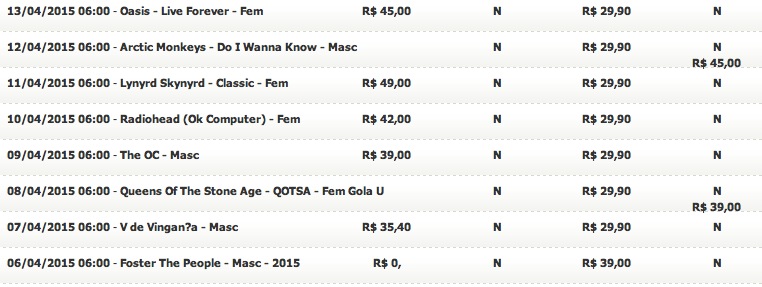 13/04/2015 06:00 - Oasis - Live Forever - Fem R$ 45,00 N R$ 29,90 N
12/04/2015 06:00 - Arctic Monkeys - Do I Wanna Know - Masc N R$ 29,90 N
R$ 45,00
11/04/2015 06:00 - Lynyrd Skynyrd - Classic - Fem R$ 49,00 N R$ 29,90 N
10/04/2015 06:00 - Radiohead (Ok Computer) - Fem R$ 42,00 N R$ 29,90 N
09/04/2015 06:00 - The OC - Masc R$ 39,00 N R$ 29,90 N
08/04/2015 06:00 - Queens Of The Stone Age - QOTSA - Fem Gola U N R$ 29,90 N
R$ 39,00
07/04/2015 06:00 - V de Vingan?a - Masc R$ 35,40 N R$ 29,90 N
06/04/2015 06:00 - Foster The People - Masc - 2015 R$ 0, N R$ 39,00 N